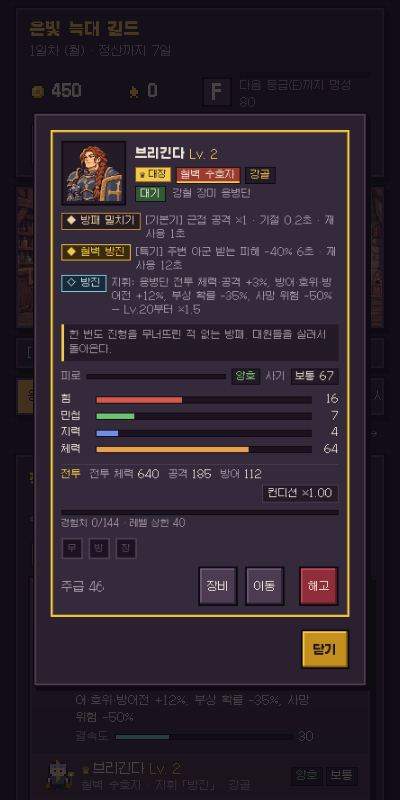 은빛 늑대 길드
1일차 (월) · 정산까지 7일
450
0
F
다음 등급(E)까지 명성
80
브리긴다 Lv. 2
대장
철벽 수호자
강골
대기
강철 장미 용병단
◆ 방패 밀치기
[기본기] 근접 공격 ×1 · 기절 0.2초 · 재
사용 1초
◆ 철벽 방진
[특기] 주변 아군 받는 피해 -40% 6초 · 재
사용 12초
◇ 방진
지휘: 용병단 전투 체력·공격 +3%, 방어·호위·방
어전 +12%, 부상 확률 -35%, 사망 위험 -50%
— Lv.20부터 ×1.5
한 번도 진형을 무너뜨린 적 없는 방패. 대원들을 살려서
돌아온다.
피로
양호
사기
보통 67
힘
16
민첩
7
지력
4
체력
64
전투 전투 체력 640 공격 185 방어 112
컨디션 ×1.00
경험치 0/144 · 레벨 상한 40
무
방
장
주급 46
장비
이동
해고
닫기
어·호위·방어전 +12%, 부상 확률 -35%, 사망
위험 -50%
결속도
30
브리긴다 Lv 2
철벽 수호자 · 지휘 「방진」 · 강골
양호
보통